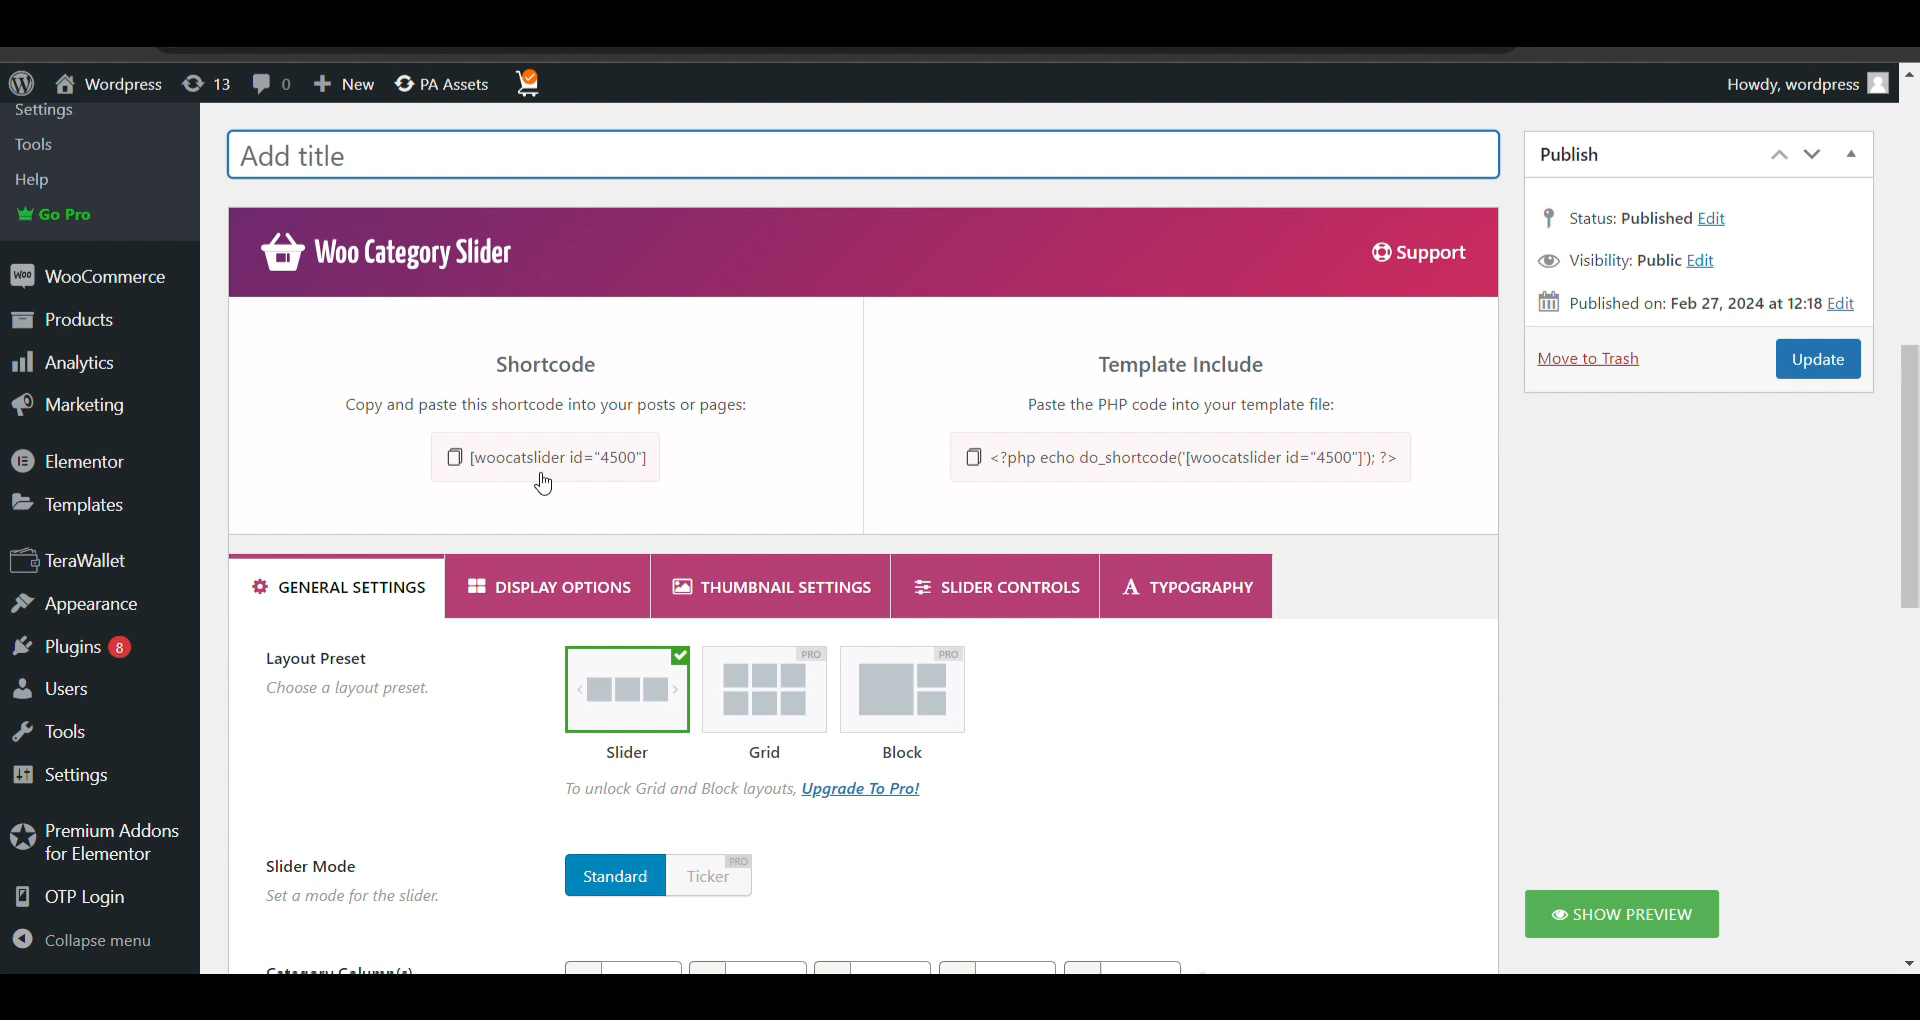 Wordpress 13 0 New PA Assets Howdy, wordpress
Settings
Tools
Help
Go Pro
WooCommerce
Products
Analytics
Marketing
Elementor
Templates
TeraWallet
Appearance
Plugins 8
Users
Tools
Settings
Premium Addons
for Elementor
OTP Login
Collapse menu
Add title
Woo Category Slider
Support
Shortcode
Copy and paste this shortcode into your posts or pages:
[woocatslider id="4500"]
Template Include
Paste the PHP code into your template file:
<?php echo do_shortcode('[woocatslider id="4500"]'); ?>
GENERAL SETTINGS DISPLAY OPTIONS THUMBNAIL SETTINGS SLIDER CONTROLS TYPOGRAPHY
Layout Preset
Choose a layout preset.
PRO PRO
Slider Grid Block
To unlock Grid and Block layouts, Upgrade To Pro!
Slider Mode
Set a mode for the slider.
Standard Ticker PRO
Category Column(s)
Publish
Status: Published Edit
Visibility: Public Edit
Published on: Feb 27, 2024 at 12:18 Edit
Move to Trash Update
SHOW PREVIEW